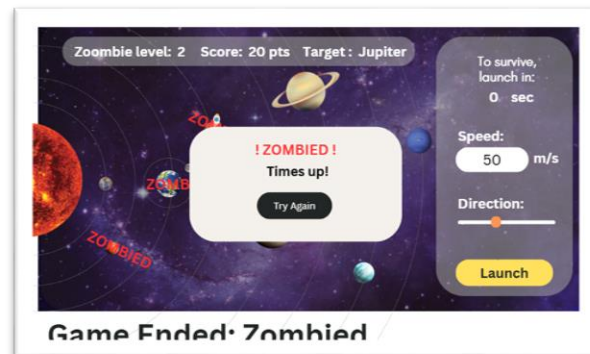 Zoombie level: 2 Score: 20 pts Target : Jupiter
To survive,
launch in:
0 sec
Speed:
50 m/s
Direction:
Launch
! ZOMBIED !
Times up!
Try Again
ZOMBIED
Game Ended: Zombied